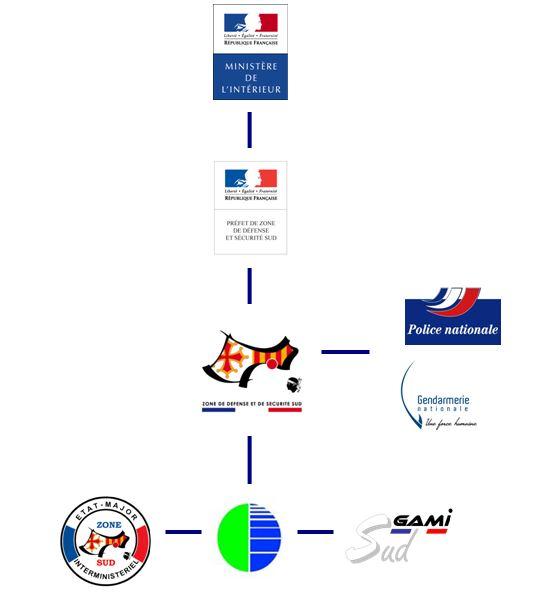 Liberté • Égalité • Fraternité
RÉPUBLIQUE FRANÇAISE
MINISTÈRE
DE
L'INTÉRIEUR
Liberté • Égalité • Fraternité
RÉPUBLIQUE FRANÇAISE
PRÉFET DE ZONE
DE DÉFENSE
ET SÉCURITÉ SUD
Police nationale
ZONE DE DÉFENSE ET DE SÉCURITÉ SUD
Gendarmerie
nationale
Une force humaine
ETAT-MAJOR
ZONE
SUD
INTERMINISTERIEL
GAMI
Sud